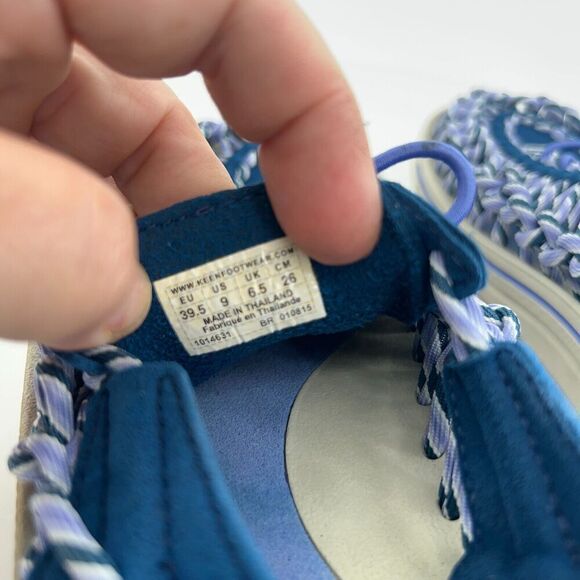 WWW.KEENFOOTWEAR.COM
EU US UK CM
39.5 9 6.5 26
MADE IN THAILAND
Fabriqué en Thaïlande
1014631 BR 010815